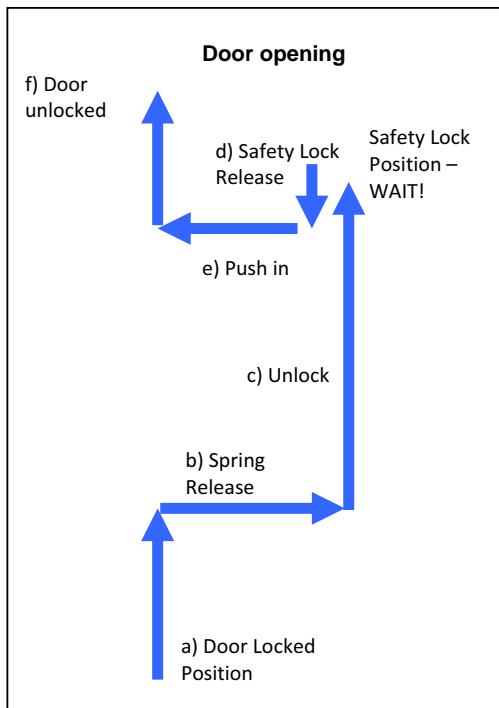 Door opening
f) Door
unlocked
d) Safety Lock
Release
Safety Lock
Position –
WAIT!
e) Push in
c) Unlock
b) Spring
Release
a) Door Locked
Position